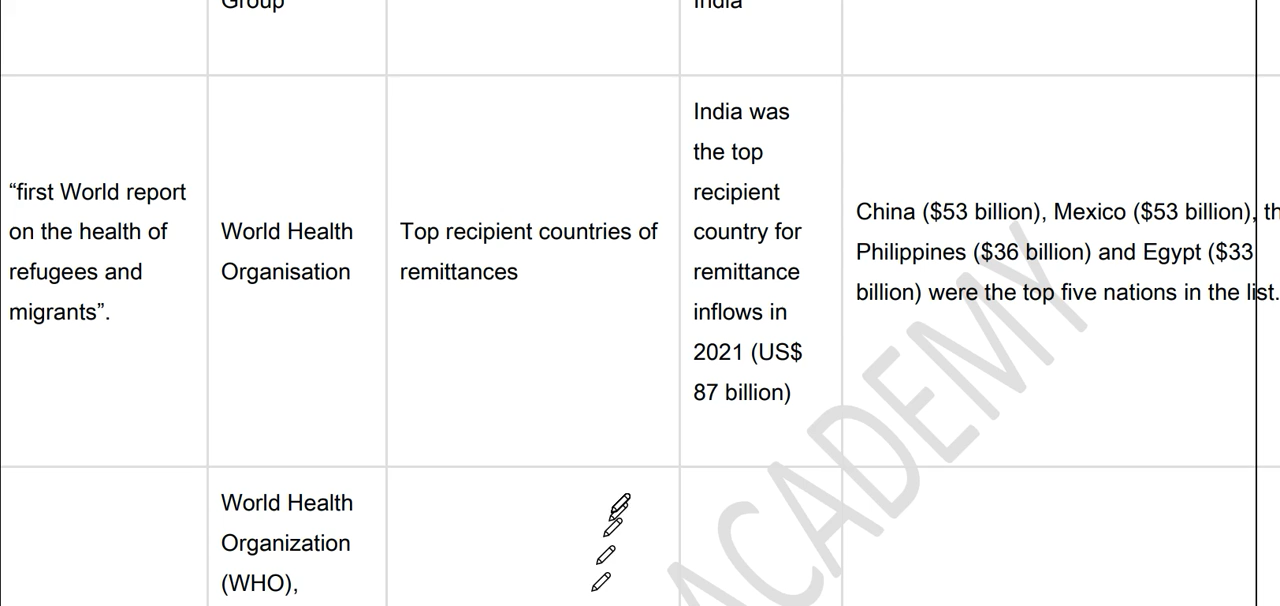 Group
India
“first World report
on the health of
refugees and
migrants”.
World Health
Organisation
Top recipient countries of
remittances
India was
the top
recipient
country for
remittance
inflows in
2021 (US$
87 billion)
China ($53 billion), Mexico ($53 billion), th
Philippines ($36 billion) and Egypt ($33
billion) were the top five nations in the list.
World Health
Organization
(WHO),
ACADEMY